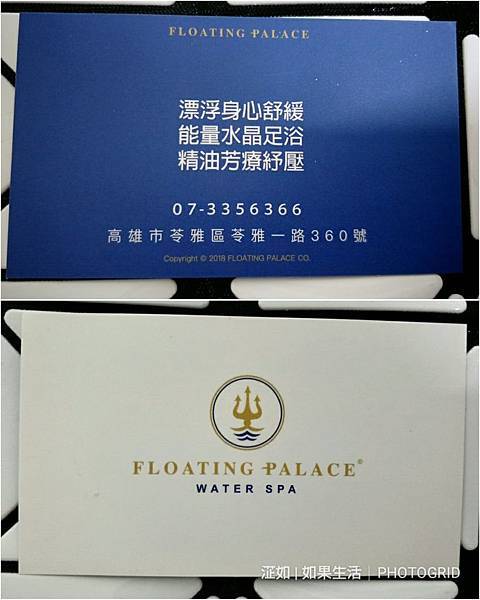 FLOATING PALACE
漂浮身心舒緩
能量水晶足浴
精油芳療紓壓
07-3356366
高雄市苓雅區苓雅一路360號
Copyright © 2018 FLOATING PALACE CO.
FLOATING PALACE®
WATER SPA
涩如|如果生活|PHOTOGRID